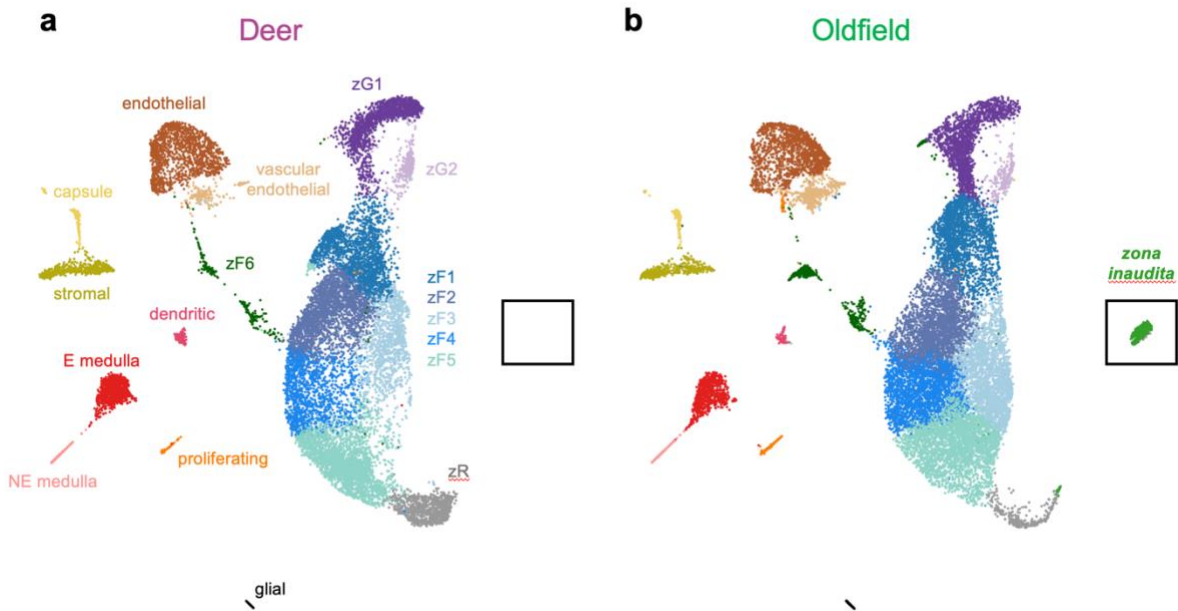 a
Deer
b
Oldfield
zG1
endothelial
vascular
endothelial
zG2
capsule
zF6
stromal
zF1
zF2
zF3
zF4
zF5
dendritic
E medulla
proliferating
NE medulla
zR
glial
zona
inaudita